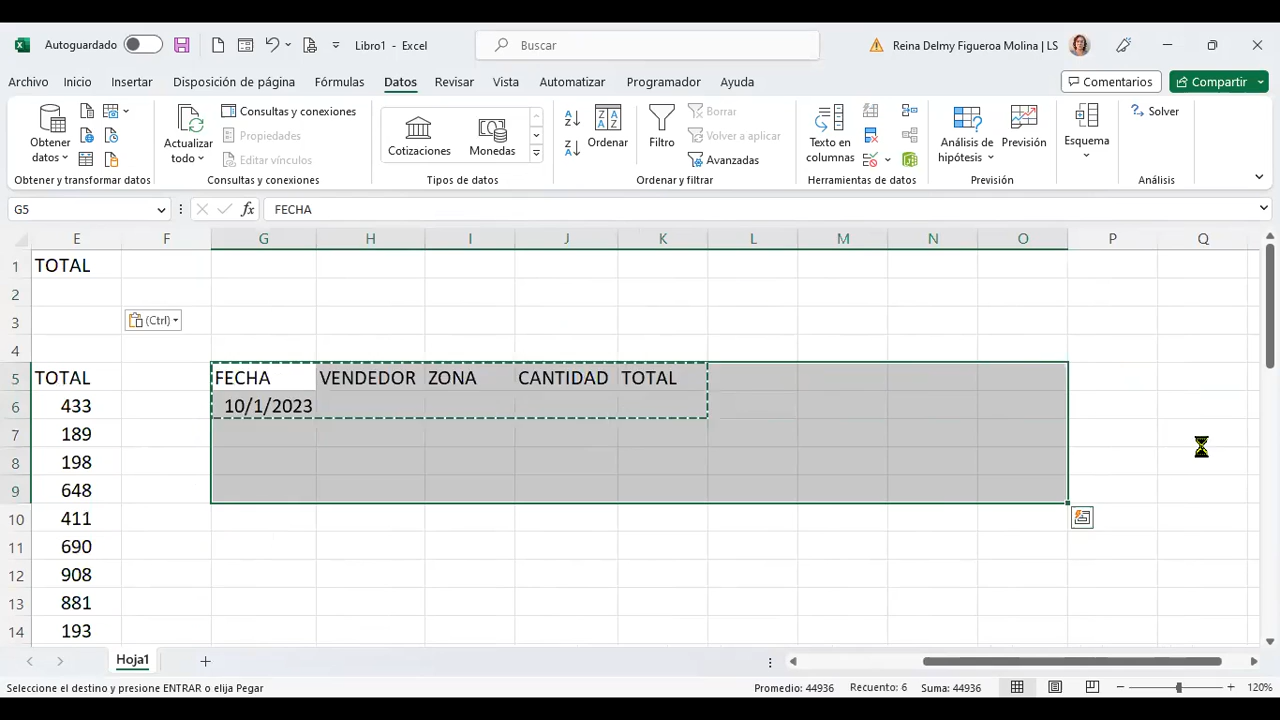 Autoguardado Libro1 - Excel Buscar Reina Delmy Figueroa Molina | LS
Archivo Inicio Insertar Disposición de página Fórmulas Datos Revisar Vista Automatizar Programador Ayuda Comentarios Compartir
Obtener datos
Obtener y transformar datos
Actualizar todo
Consultas y conexiones
Propiedades
Editar vínculos
Consultas y conexiones
Cotizaciones Monedas
Tipos de datos
Ordenar Filtro
Borrar
Volver a aplicar
Avanzadas
Ordenar y filtrar
Texto en columnas
Herramientas de datos
Análisis de hipótesis Previsión
Previsión
Esquema
Solver
Análisis
G5 fx FECHA
E F G H I J K L M N O P Q
1 TOTAL
2
3 (Ctrl)
4
5 TOTAL FECHA VENDEDOR ZONA CANTIDAD TOTAL
6 433 10/1/2023
7 189
8 198
9 648
10 411
11 690
12 908
13 881
14 193
Hoja1
Seleccione el destino y presione ENTRAR o elija Pegar Promedio: 44936 Recuento: 6 Suma: 44936 120%